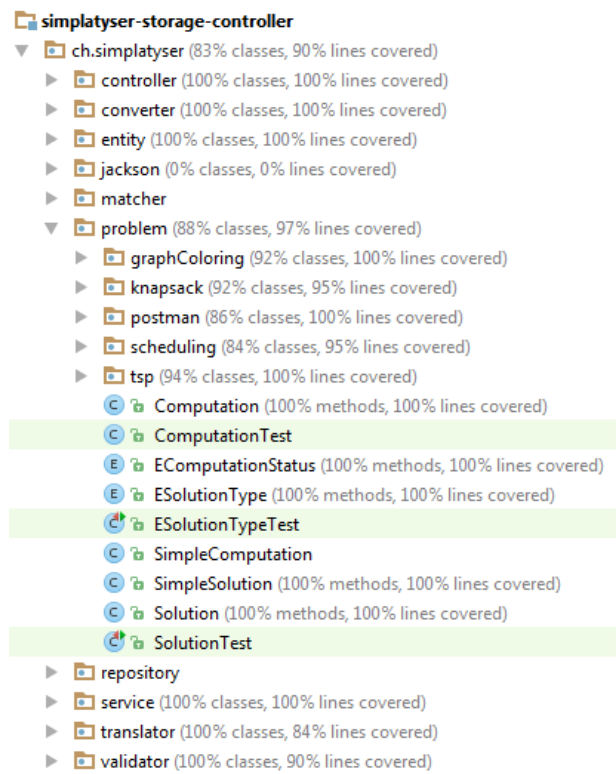 simplatyser-storage-controller
ch.simplatyser (83% classes, 90% lines covered)
controller (100% classes, 100% lines covered)
converter (100% classes, 100% lines covered)
entity (100% classes, 100% lines covered)
jackson (0% classes, 0% lines covered)
matcher
problem (88% classes, 97% lines covered)
graphColoring (92% classes, 100% lines covered)
knapsack (92% classes, 95% lines covered)
postman (86% classes, 100% lines covered)
scheduling (84% classes, 95% lines covered)
tsp (94% classes, 100% lines covered)
C Computation (100% methods, 100% lines covered)
C ComputationTest
E EComputationStatus (100% methods, 100% lines covered)
E ESolutionType (100% methods, 100% lines covered)
C ESolutionTypeTest
C SimpleComputation
C SimpleSolution (100% methods, 100% lines covered)
C Solution (100% methods, 100% lines covered)
C SolutionTest
repository
service (100% classes, 100% lines covered)
translator (100% classes, 84% lines covered)
validator (100% classes, 90% lines covered)